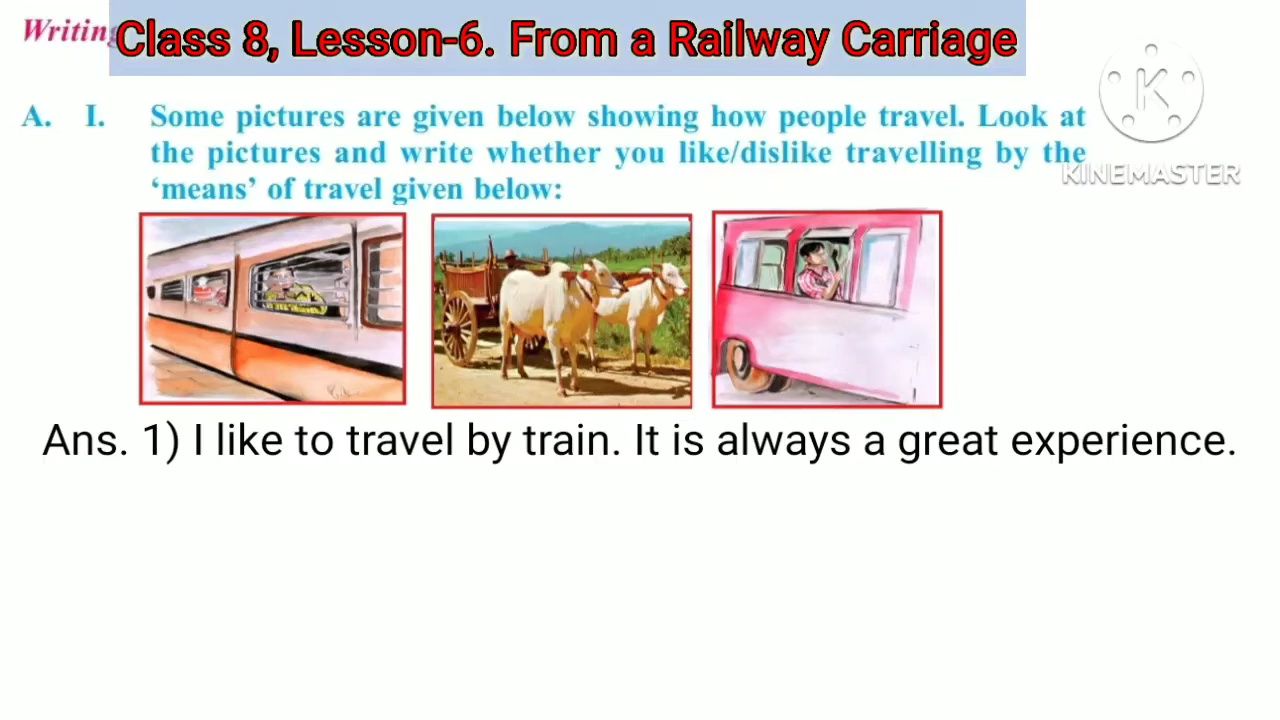 Writing
Class 8, Lesson-6. From a Railway Carriage
K
KINEMASTER
A. I. Some pictures are given below showing how people travel. Look at
the pictures and write whether you like/dislike travelling by the
‘means’ of travel given below:
Ans. 1) I like to travel by train. It is always a great experience.